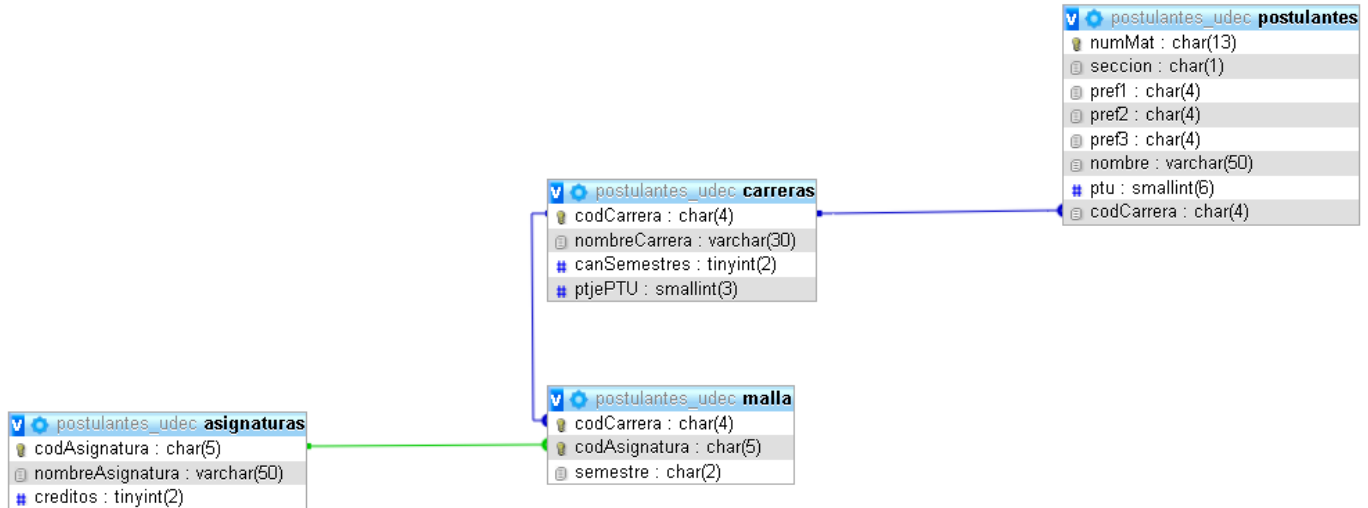 v postulantes_udec postulantes
numMat : char(13)
seccion : char(1)
pref1 : char(4)
pref2 : char(4)
pref3 : char(4)
nombre : varchar(50)
# ptu : smallint(6)
codCarrera : char(4)
v postulantes_udec carreras
codCarrera : char(4)
nombreCarrera : varchar(30)
# canSemestres : tinyint(2)
# ptjePTU : smallint(3)
v postulantes_udec malla
codCarrera : char(4)
codAsignatura : char(5)
semestre : char(2)
v postulantes_udec asignaturas
codAsignatura : char(5)
nombreAsignatura : varchar(50)
# creditos : tinyint(2)